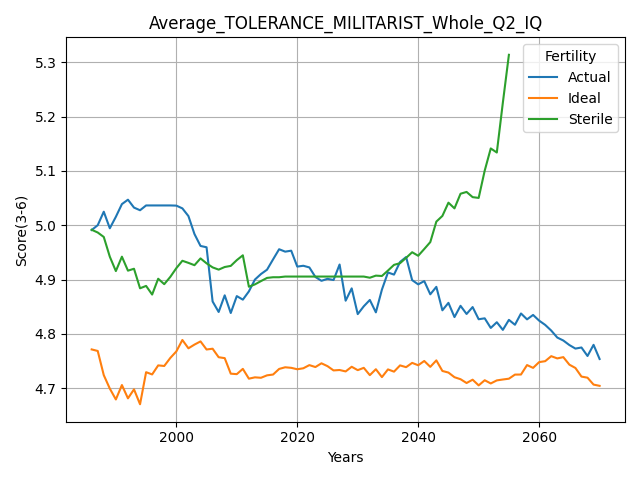 Average_TOLERANCE_MILITARIST_Whole_Q2_IQ
Fertility
Actual
Ideal
Sterile
Score(3-6)
5.3
5.2
5.1
5.0
4.9
4.8
4.7
2000
2020
2040
2060
Years